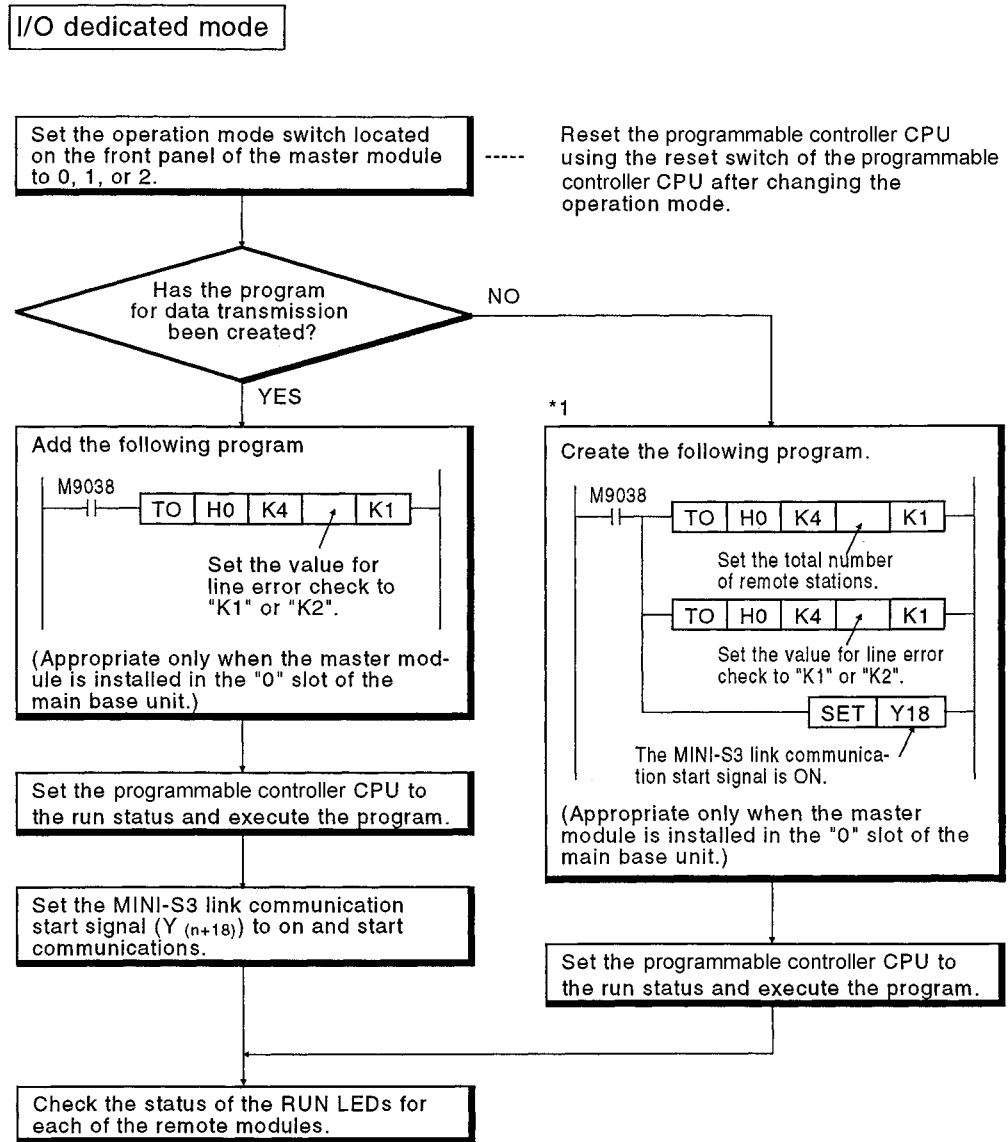 I/O dedicated mode
Set the operation mode switch located
on the front panel of the master module
to 0, 1, or 2.
Reset the programmable controller CPU
using the reset switch of the programmable
controller CPU after changing the
operation mode.
Has the program
for data transmission
been created?
NO
YES
Add the following program
M9038
TO H0 K4 K1
Set the value for
line error check to
"K1" or "K2".
(Appropriate only when the master mod-
ule is installed in the "0" slot of the
main base unit.)
Set the programmable controller CPU to
the run status and execute the program.
Set the MINI-S3 link communication
start signal (Y (n+18)) to on and start
communications.
*1
Create the following program.
M9038
TO H0 K4 K1
Set the total number
of remote stations.
TO H0 K4 K1
Set the value for line error
check to "K1" or "K2".
SET Y18
The MINI-S3 link communica-
tion start signal is ON.
(Appropriate only when the master
module is installed in the "0" slot of the
main base unit.)
Set the programmable controller CPU to
the run status and execute the program.
Check the status of the RUN LEDs for
each of the remote modules.